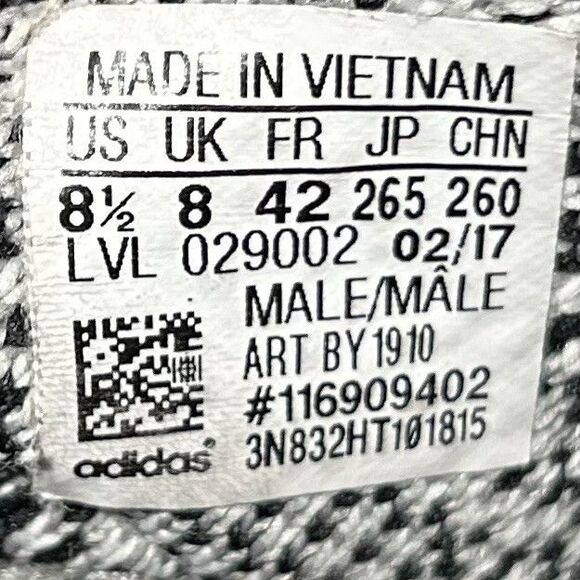 MADE IN VIETNAM
US UK FR JP CHN
8½ 8 42 265 260
LVL 029002 02/17
MALE/MÂLE
ART BY1910
#116909402
3N832HT101815
adidas®